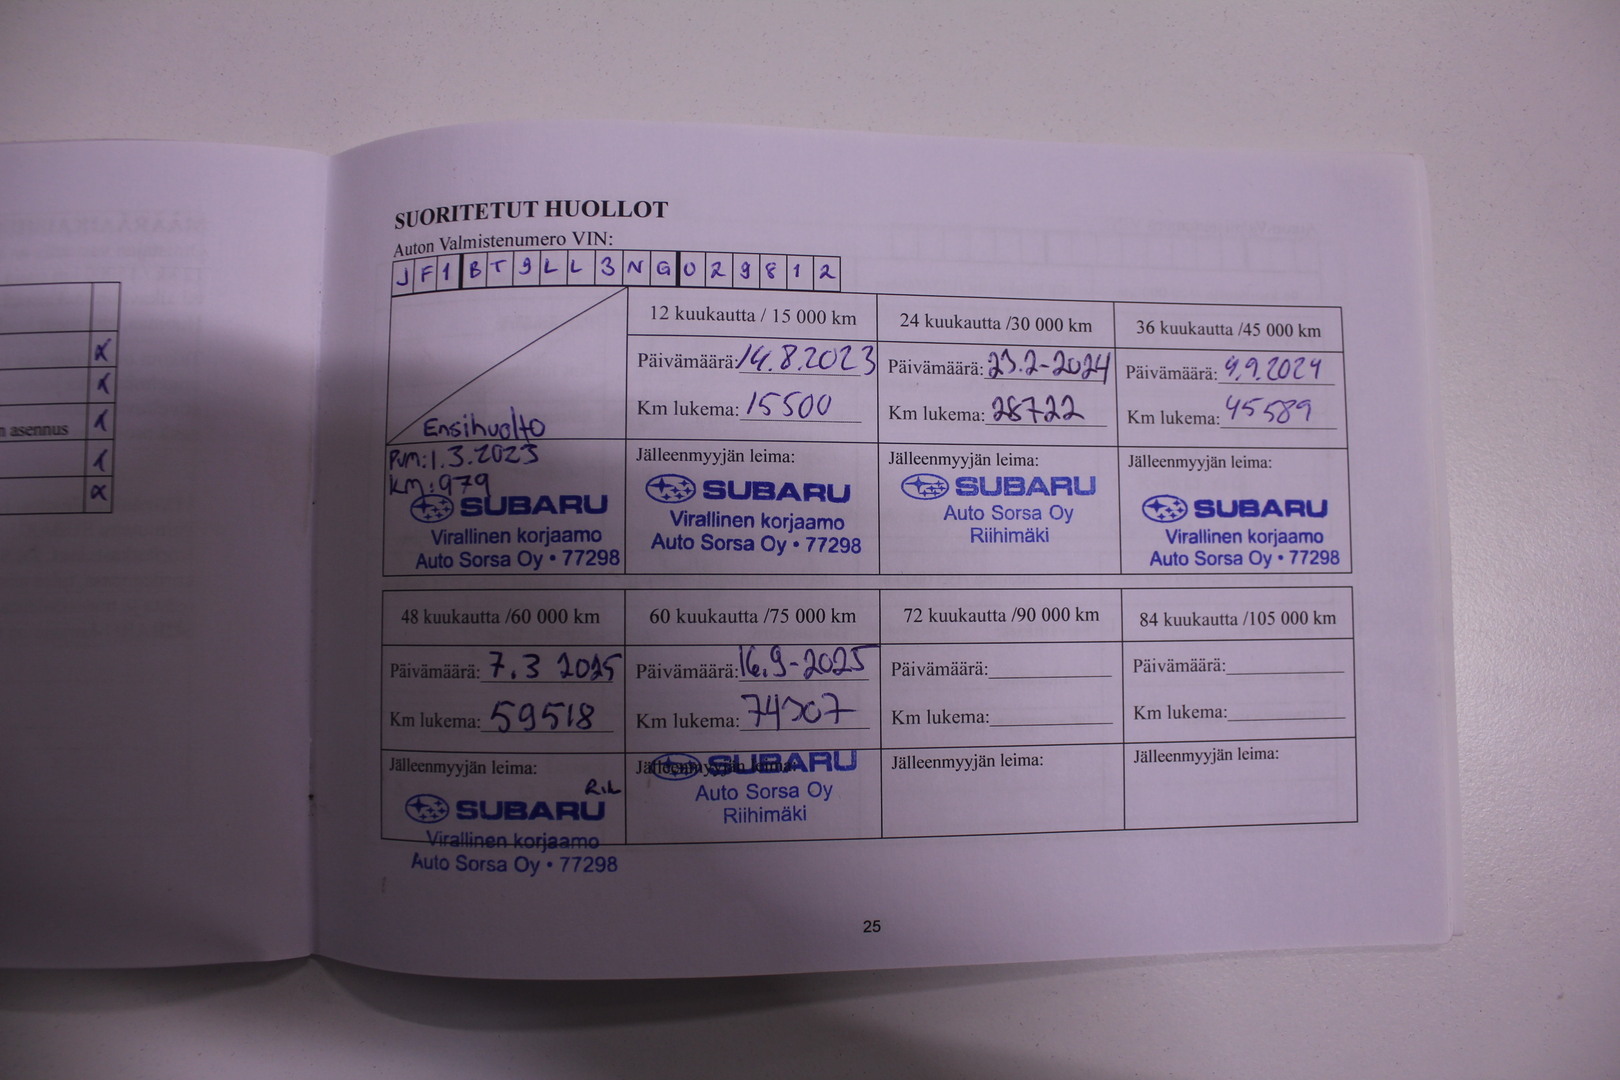 n asennus
SUORITETUT HUOLLOT
Auton Valmistenumero VIN:
JF1BT9LL3NG029812
Ensihuolto
Pvm:1.3.2023
km:979
SUBARU
Virallinen korjaamo
Auto Sorsa Oy • 77298
12 kuukautta / 15 000 km
Päivämäärä: 14.8.2023
Km lukema: 15500
Jälleenmyyjän leima:
SUBARU
Virallinen korjaamo
Auto Sorsa Oy • 77298
24 kuukautta /30 000 km
Päivämäärä: 23.2-2024
Km lukema: 28722
Jälleenmyyjän leima:
SUBARU
Auto Sorsa Oy
Riihimäki
36 kuukautta /45 000 km
Päivämäärä: 9.9.2024
Km lukema: 45589
Jälleenmyyjän leima:
SUBARU
Virallinen korjaamo
Auto Sorsa Oy • 77298
48 kuukautta /60 000 km
Päivämäärä: 7.3 2025
Km lukema: 59518
Jälleenmyyjän leima:
SUBARU
Virallinen korjaamo
Auto Sorsa Oy • 77298
60 kuukautta /75 000 km
Päivämäärä: 16.9-2025
Km lukema:
Jälleenmyyjän leima:
SUBARU
Auto Sorsa Oy
Riihimäki
72 kuukautta /90 000 km
Päivämäärä:
Km lukema:
Jälleenmyyjän leima:
84 kuukautta /105 000 km
Päivämäärä:
Km lukema:
Jälleenmyyjän leima:
25